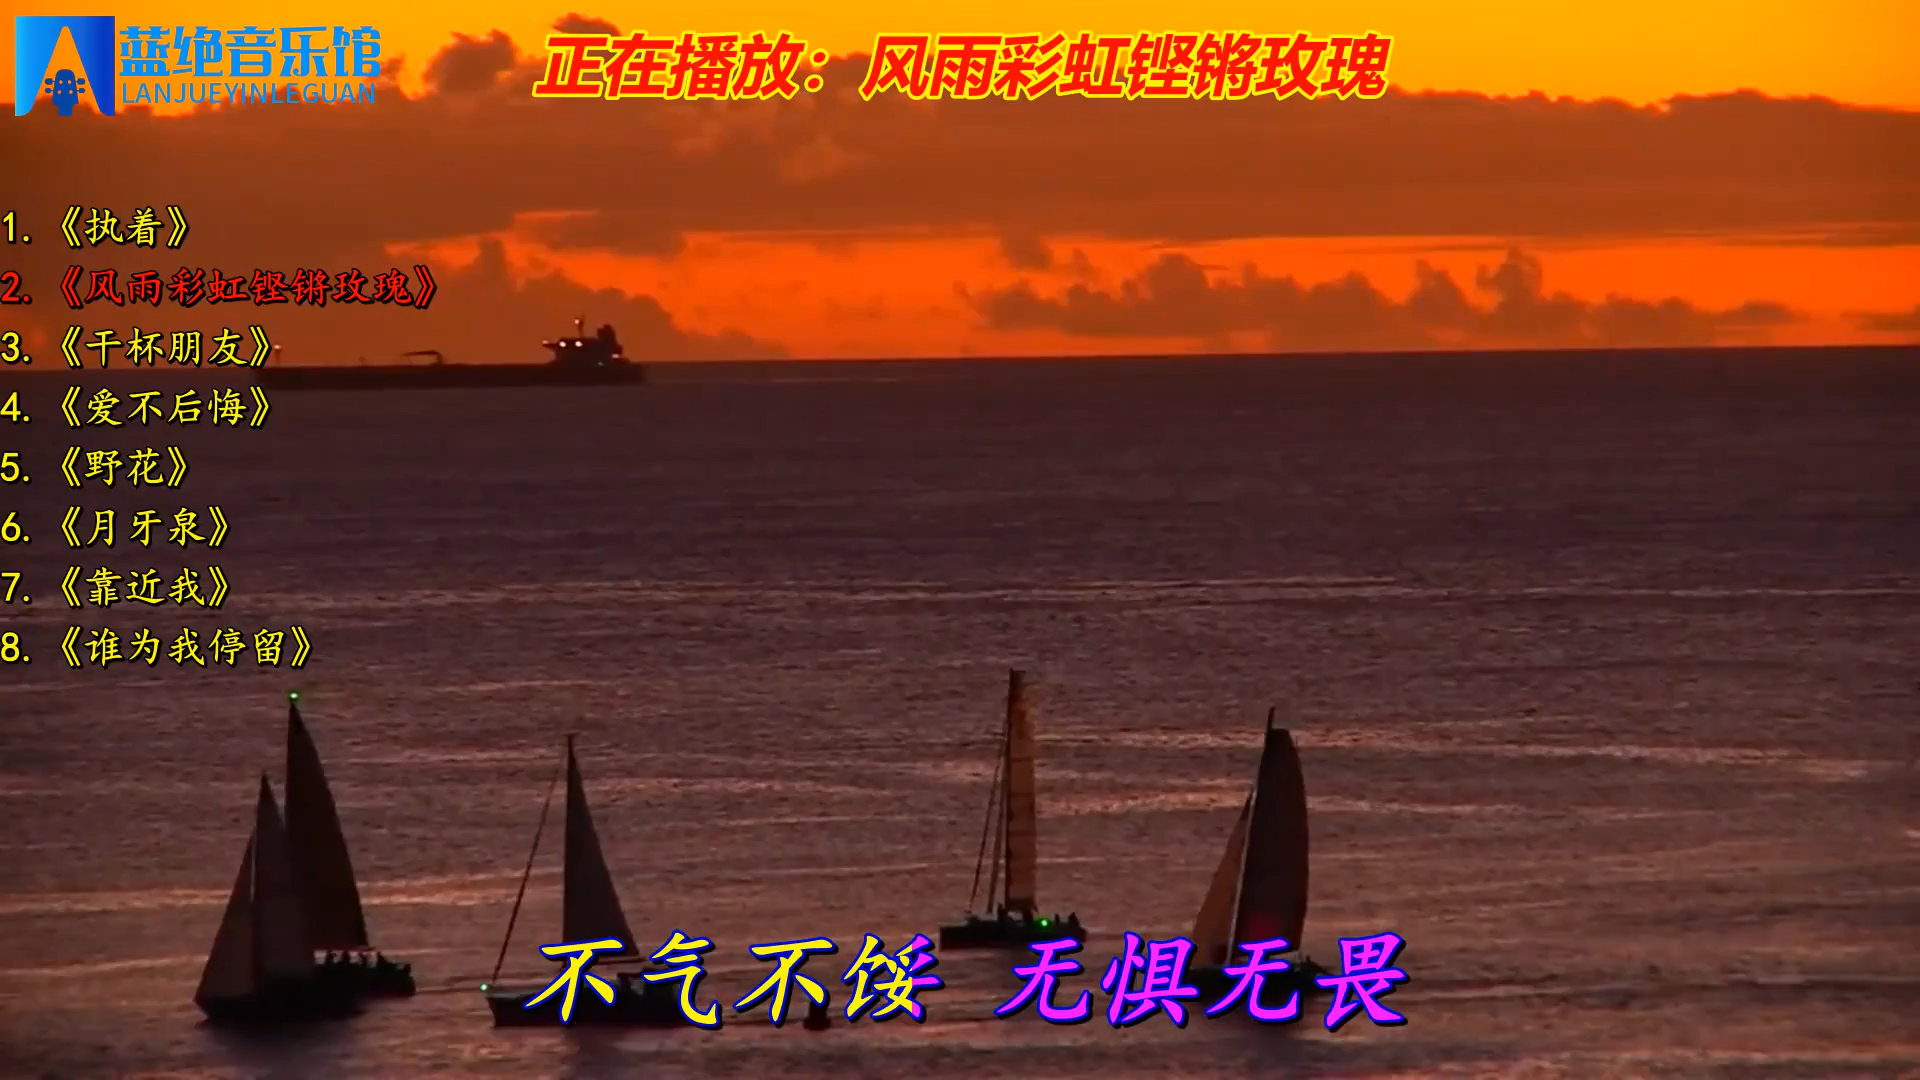 蓝绝音乐馆
LANJUEYINLEGUAN
正在播放：风雨彩虹铿锵玫瑰
1.《执着》
2.《风雨彩虹铿锵玫瑰》
3.《干杯朋友》
4.《爱不后悔》
5.《野花》
6.《月牙泉》
7.《靠近我》
8.《谁为我停留》
不气不馁 无惧无畏